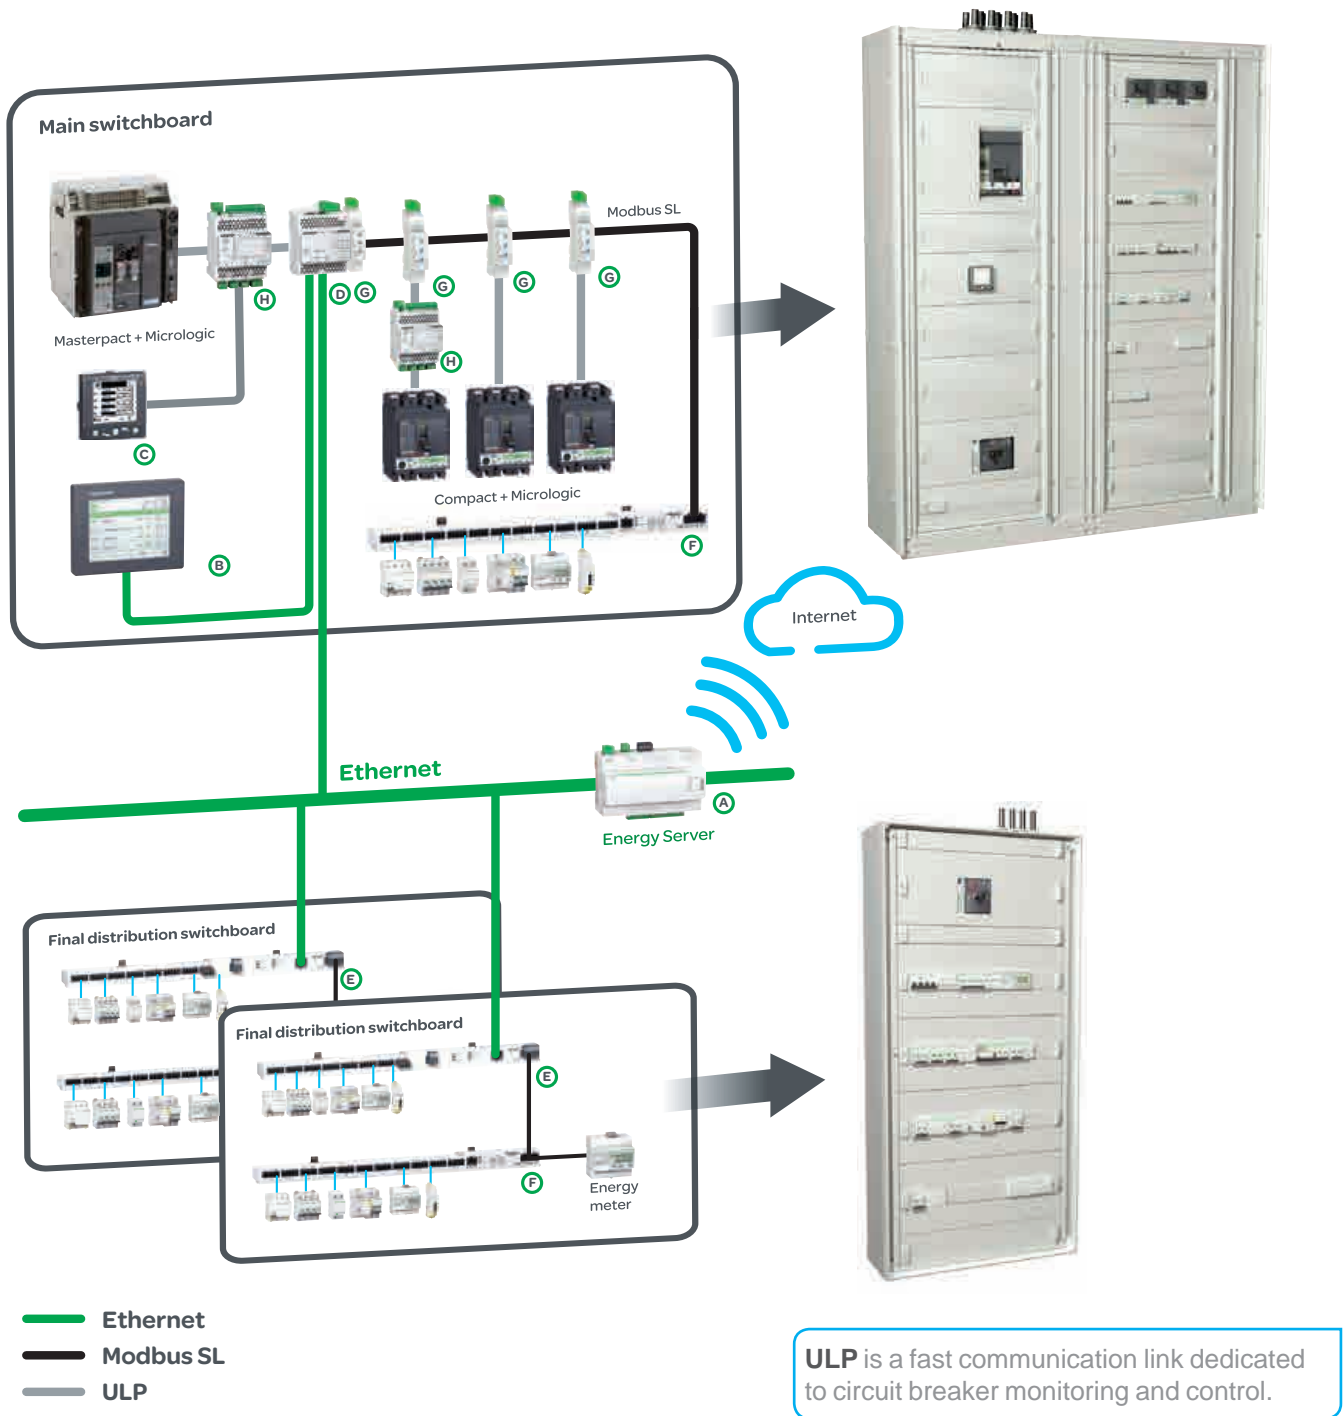 Main switchboard
Modbus SL
H
D
G
G
G
G
Masterpact + Micrologic
H
C
Compact + Micrologic
B
F
Internet
Ethernet
A
Energy Server
Final distribution switchboard
E
Final distribution switchboard
E
F
Energy
meter
Ethernet
Modbus SL
ULP
ULP is a fast communication link dedicated
to circuit breaker monitoring and control.